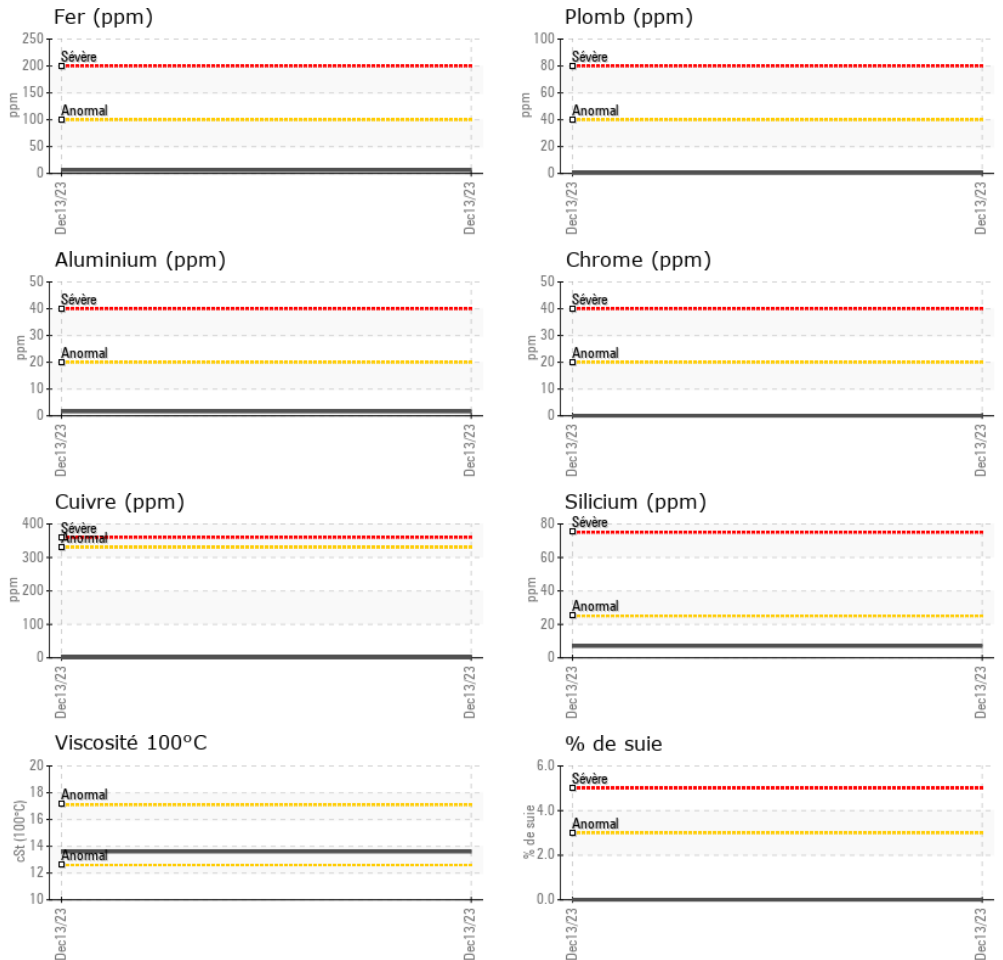 Fer (ppm)
250
200
150
100
50
0
ppm
Sévère
Anormal
Dec13/23
Dec13/23
Plomb (ppm)
100
80
60
40
20
0
ppm
Sévère
Anormal
Dec13/23
Dec13/23
Aluminium (ppm)
50
40
30
20
10
0
ppm
Sévère
Anormal
Dec13/23
Dec13/23
Chrome (ppm)
50
40
30
20
10
0
ppm
Sévère
Anormal
Dec13/23
Dec13/23
Cuivre (ppm)
400
300
200
100
0
ppm
Sévère
Anormal
Dec13/23
Dec13/23
Silicium (ppm)
80
60
40
20
0
ppm
Sévère
Anormal
Dec13/23
Dec13/23
Viscosité 100°C
20
18
16
14
12
10
cSt (100°C)
Anormal
Anormal
Dec13/23
Dec13/23
% de suie
6.0
4.0
2.0
0.0
% de suie
Sévère
Anormal
Dec13/23
Dec13/23